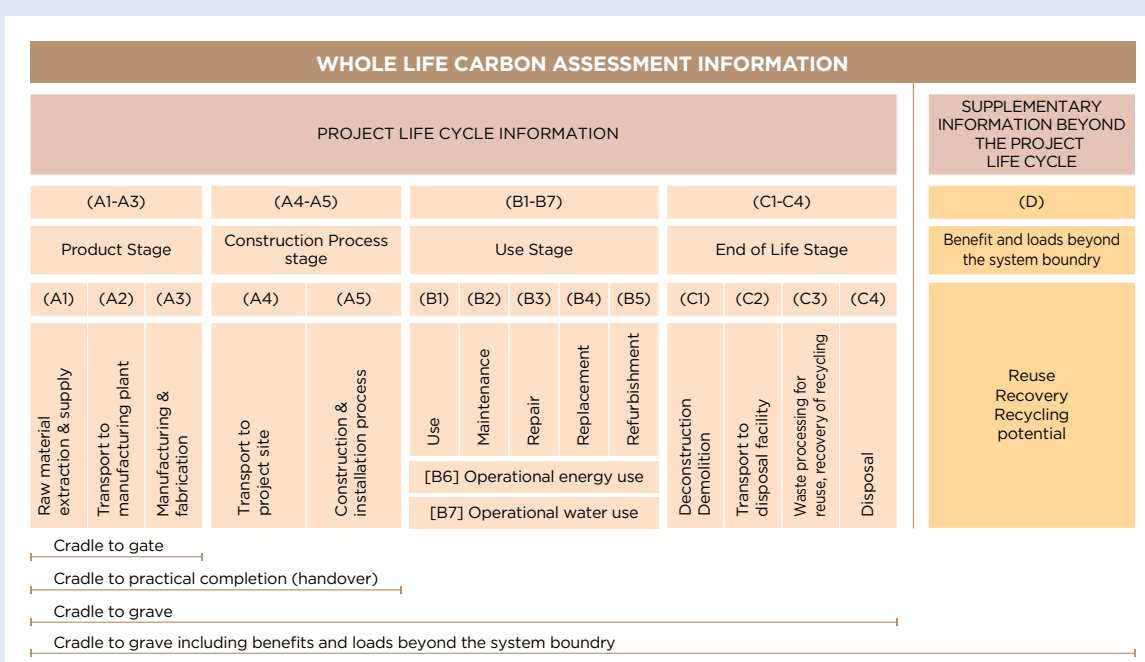 WHOLE LIFE CARBON ASSESSMENT INFORMATION
PROJECT LIFE CYCLE INFORMATION
SUPPLEMENTARY
INFORMATION BEYOND
THE PROJECT
LIFE CYCLE
(A1-A3)
(A4-A5)
(B1-B7)
(C1-C4)
(D)
Product Stage
Construction Process
stage
Use Stage
End of Life Stage
Benefit and loads beyond
the system boundry
(A1)
(A2)
(A3)
(A4)
(A5)
(B1)
(B2)
(B3)
(B4)
(B5)
(C1)
(C2)
(C3)
(C4)
Raw material
extraction & supply
Transport to
manufacturing plant
Manufacturing &
fabrication
Transport to
project site
Construction &
installation process
Use
Maintenance
Repair
Replacement
Refurbishment
[B6] Operational energy use
[B7] Operational water use
Deconstruction
Demolition
Transport to
disposal facility
Waste processing for
reuse, recovery of recycling
Disposal
Reuse
Recovery
Recycling
potential
Cradle to gate
Cradle to practical completion (handover)
Cradle to grave
Cradle to grave including benefits and loads beyond the system boundry